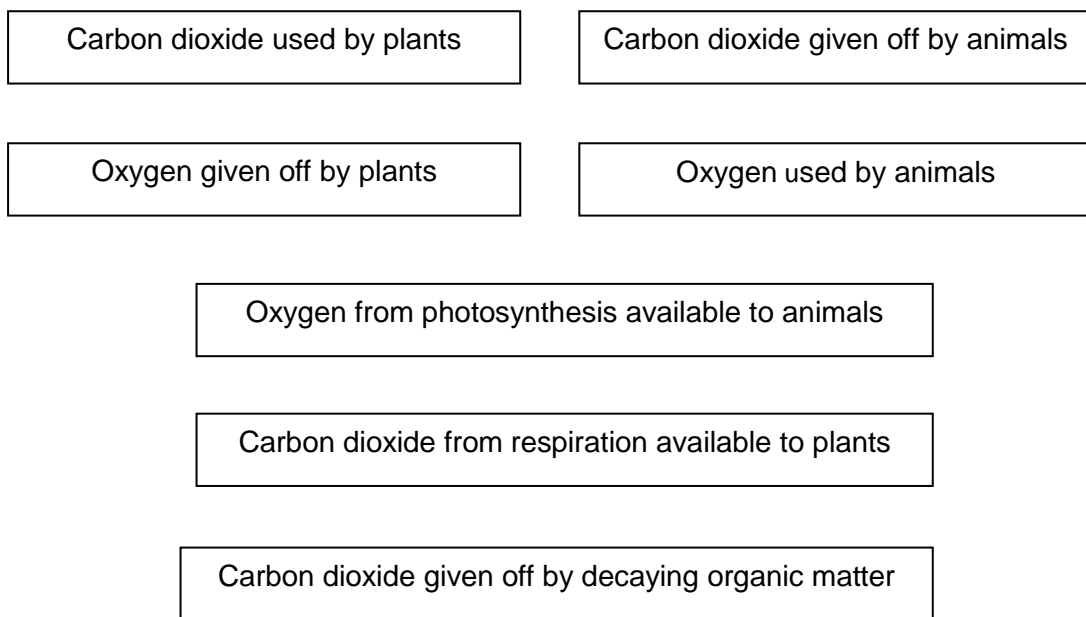 Carbon dioxide used by plants
Carbon dioxide given off by animals
Oxygen given off by plants
Oxygen used by animals
Oxygen from photosynthesis available to animals
Carbon dioxide from respiration available to plants
Carbon dioxide given off by decaying organic matter